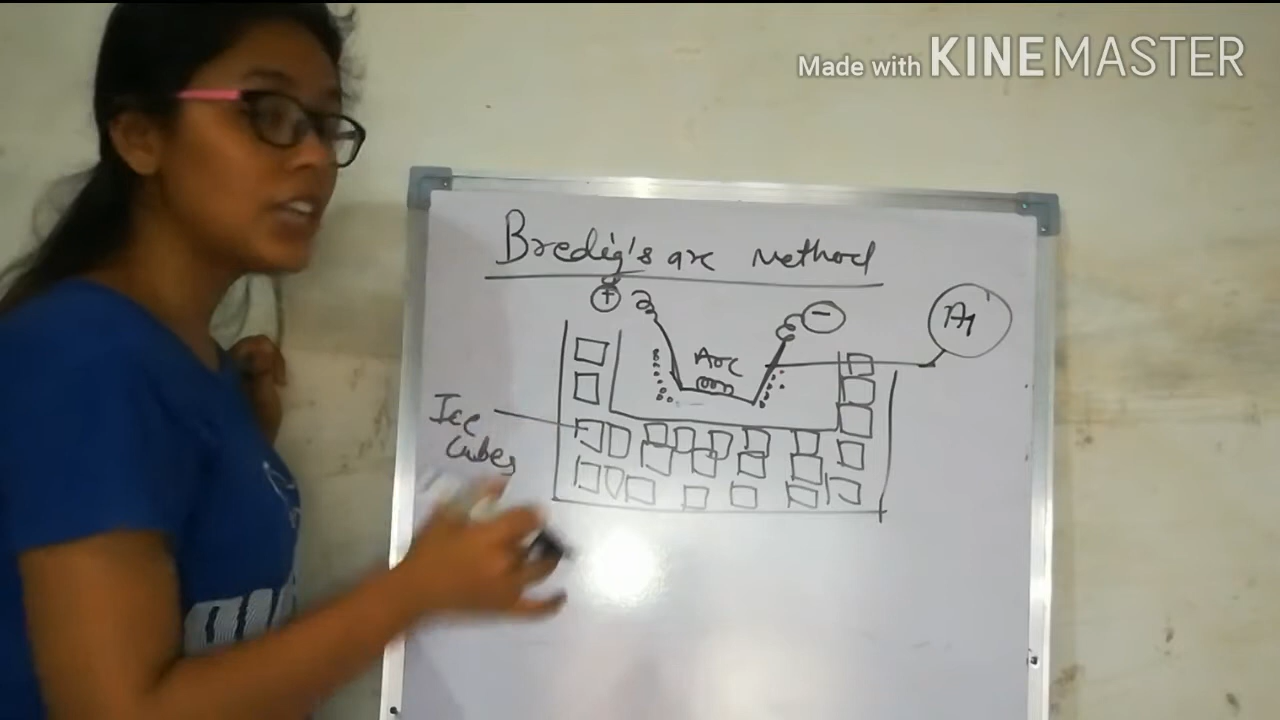 Made with KINEMASTER
Bredig's arc method
+
−
Arc
Ice
cubes